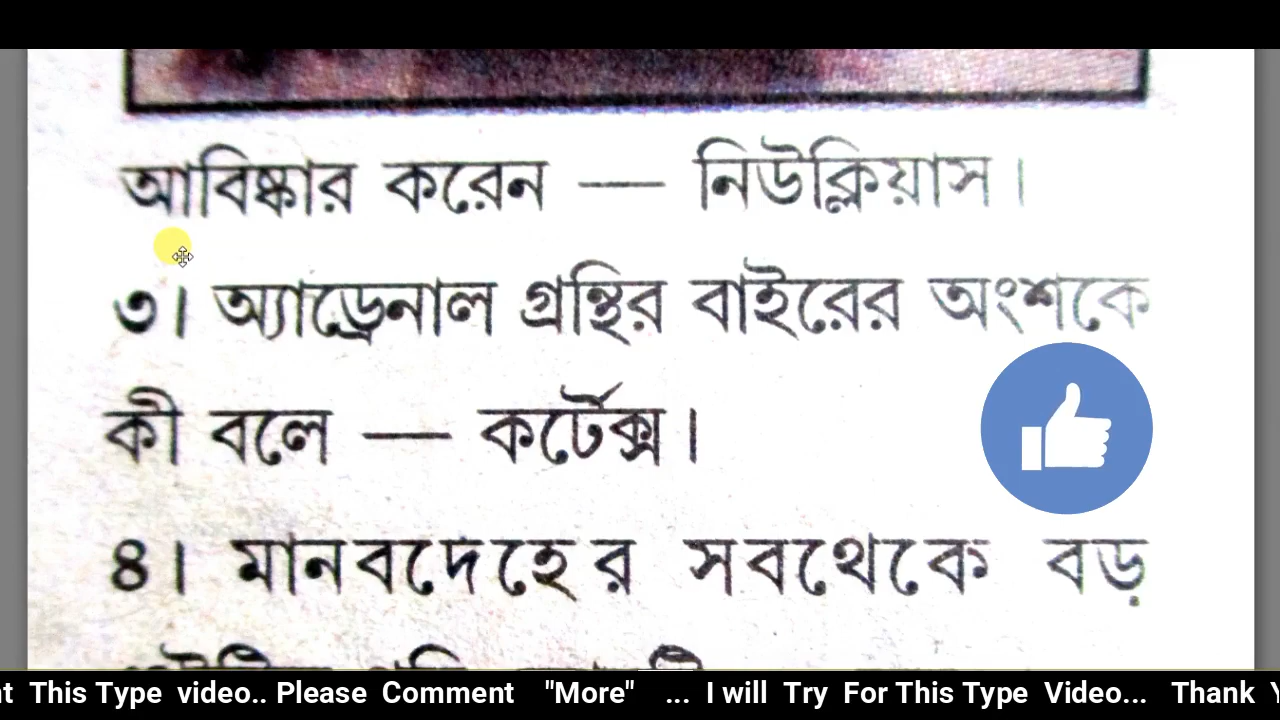 আবিষ্কার করেন — নিউক্লিয়াস।
৩। অ্যাড্রেনাল গ্রন্থির বাইরের অংশকে
কী বলে — কর্টেক্স।
৪। মানবদেহের সবথেকে বড়
This Type video.. Please Comment "More" ... I will Try For This Type Video... Thank